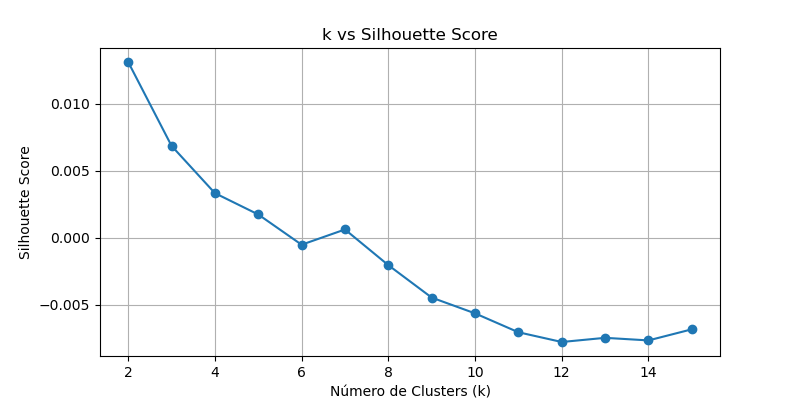 k vs Silhouette Score
0.010
0.005
0.000
−0.005
Silhouette Score
2 4 6 8 10 12 14
Número de Clusters (k)